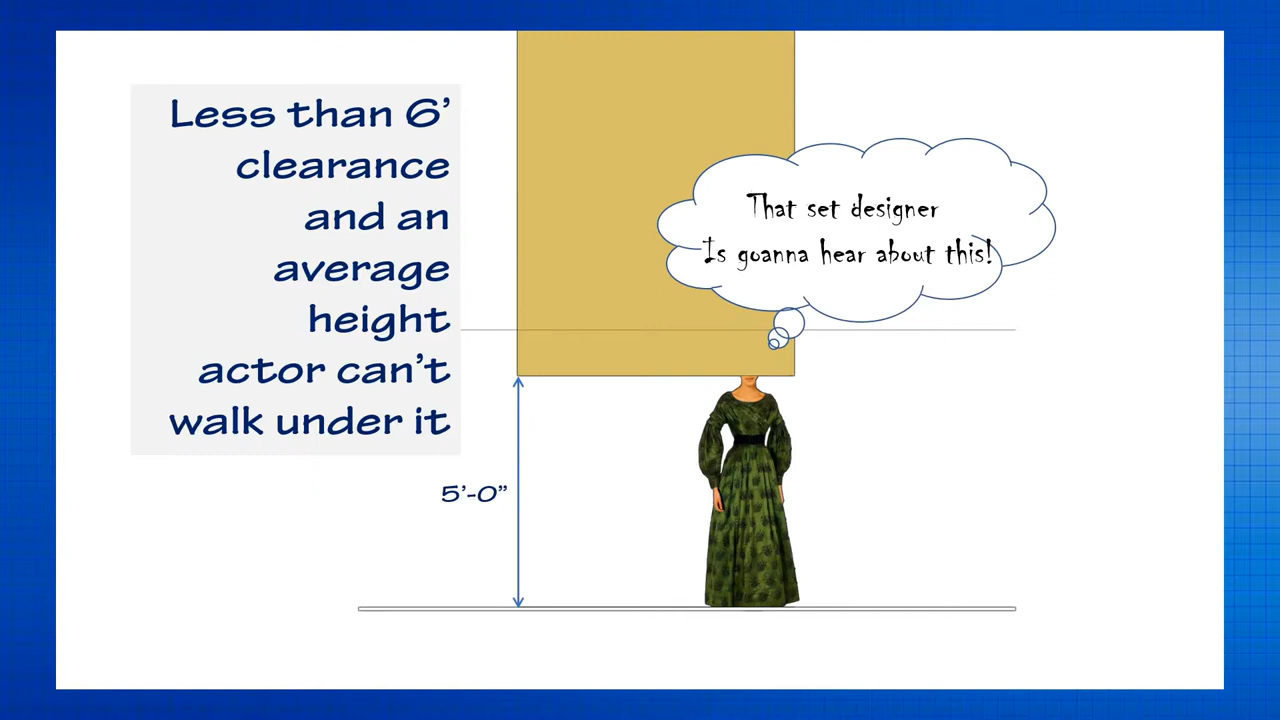 Less than 6’
clearance
and an
average
height
actor can’t
walk under it
That set designer
Is goanna hear about this!
5’-0”